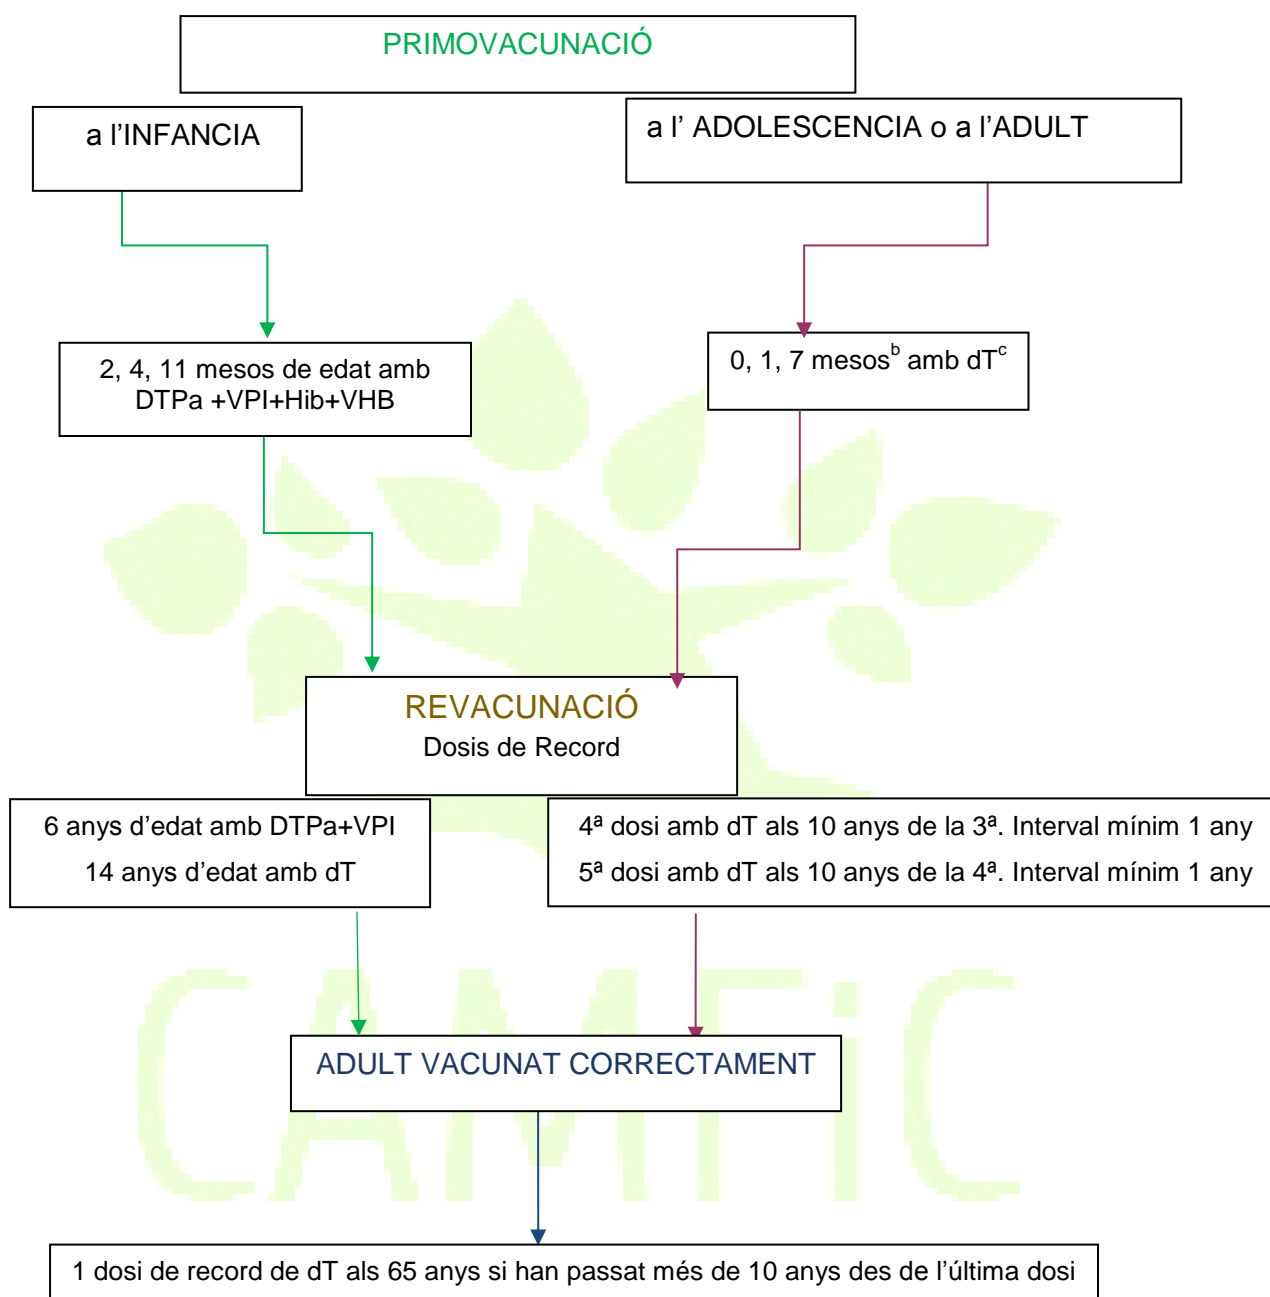 PRIMOVACUNACIÓ
a l'INFANCIA
a l' ADOLESCENCIA o a l'ADULT
2, 4, 11 mesos de edat amb
DTPa +VPI+Hib+VHB
0, 1, 7 mesosᵇ amb dTᶜ
REVACUNACIÓ
Dosis de Record
6 anys d'edat amb DTPa+VPI
14 anys d'edat amb dT
4ª dosi amb dT als 10 anys de la 3ª. Interval mínim 1 any
5ª dosi amb dT als 10 anys de la 4ª. Interval mínim 1 any
CAMFiC
ADULT VACUNAT CORRECTAMENT
1 dosi de record de dT als 65 anys si han passat més de 10 anys des de l'última dosi